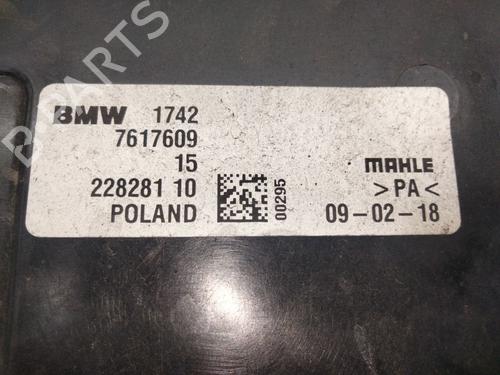 BMW 1742
7617609
15
228281 10
POLAND
00295
MAHLE
>PA<
09-02-18
B-PARTS